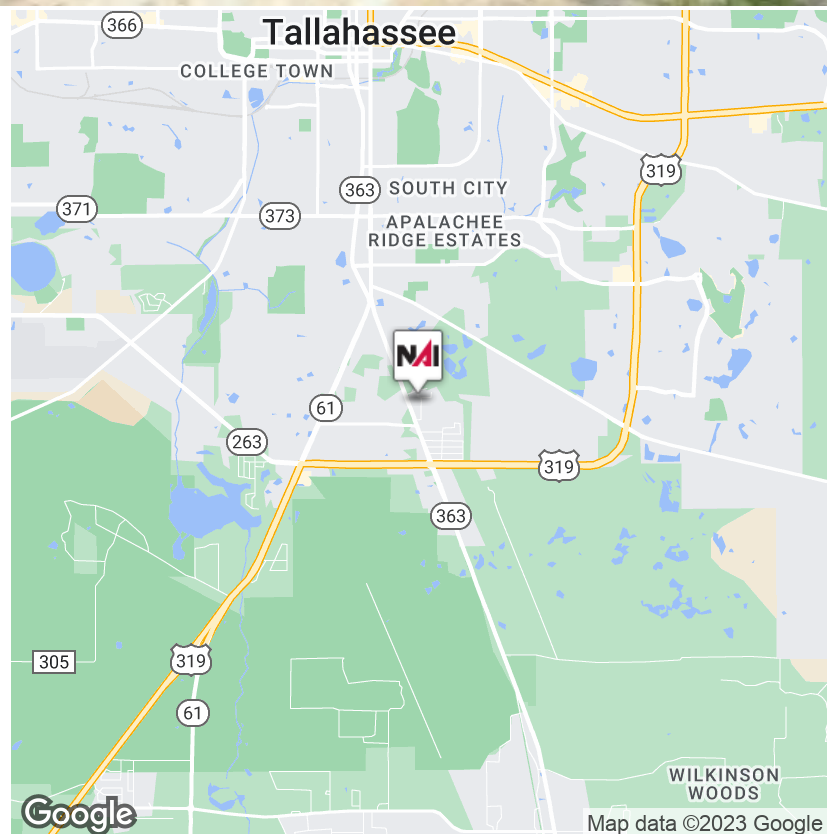 366
Tallahassee
COLLEGE TOWN
319
363
SOUTH CITY
371
373
APALACHEE
RIDGE ESTATES
NAI
61
263
319
363
305
319
61
WILKINSON
WOODS
Google
Map data ©2023 Google